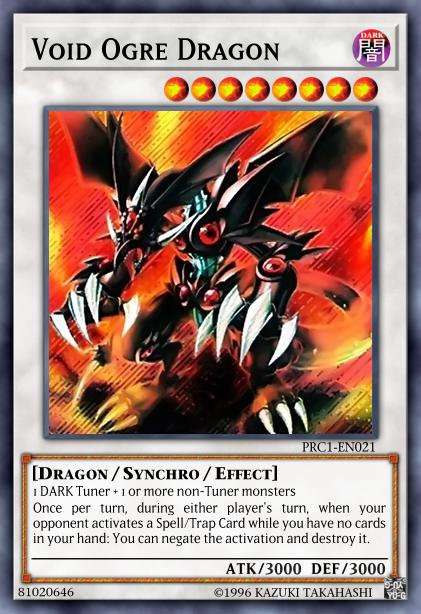 VOID OGRE DRAGON
DARK
闇
PRC1-EN021
[DRAGON / SYNCHRO / EFFECT]
1 DARK Tuner + 1 or more non-Tuner monsters
Once per turn, during either player's turn, when your
opponent activates a Spell/Trap Card while you have no cards
in your hand: You can negate the activation and destroy it.
ATK/3000 DEF/3000
81020646
©1996 KAZUKI TAKAHASHI